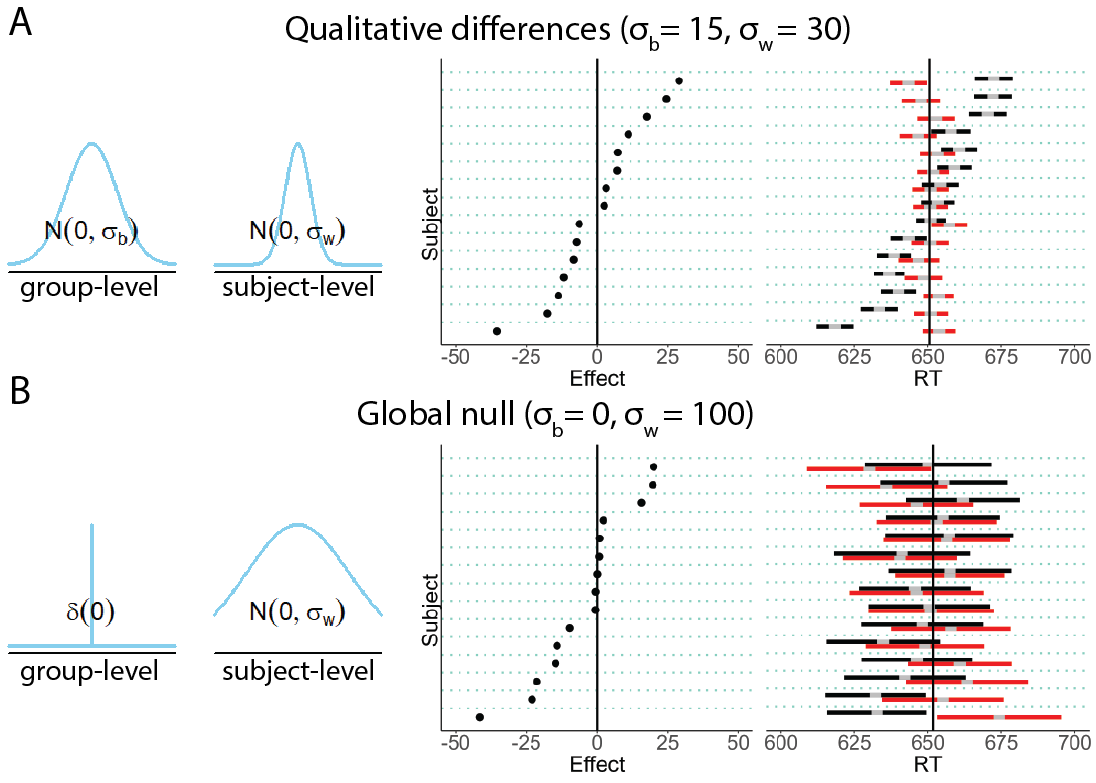 A
Qualitative differences (σb = 15, σw = 30)
N(0, σb)
group-level
N(0, σw)
subject-level
Subject
-50 -25 0 25 50
Effect
600 625 650 675 700
RT
B
Global null (σb = 0, σw = 100)
δ(0)
group-level
N(0, σw)
subject-level
Subject
-50 -25 0 25 50
Effect
600 625 650 675 700
RT